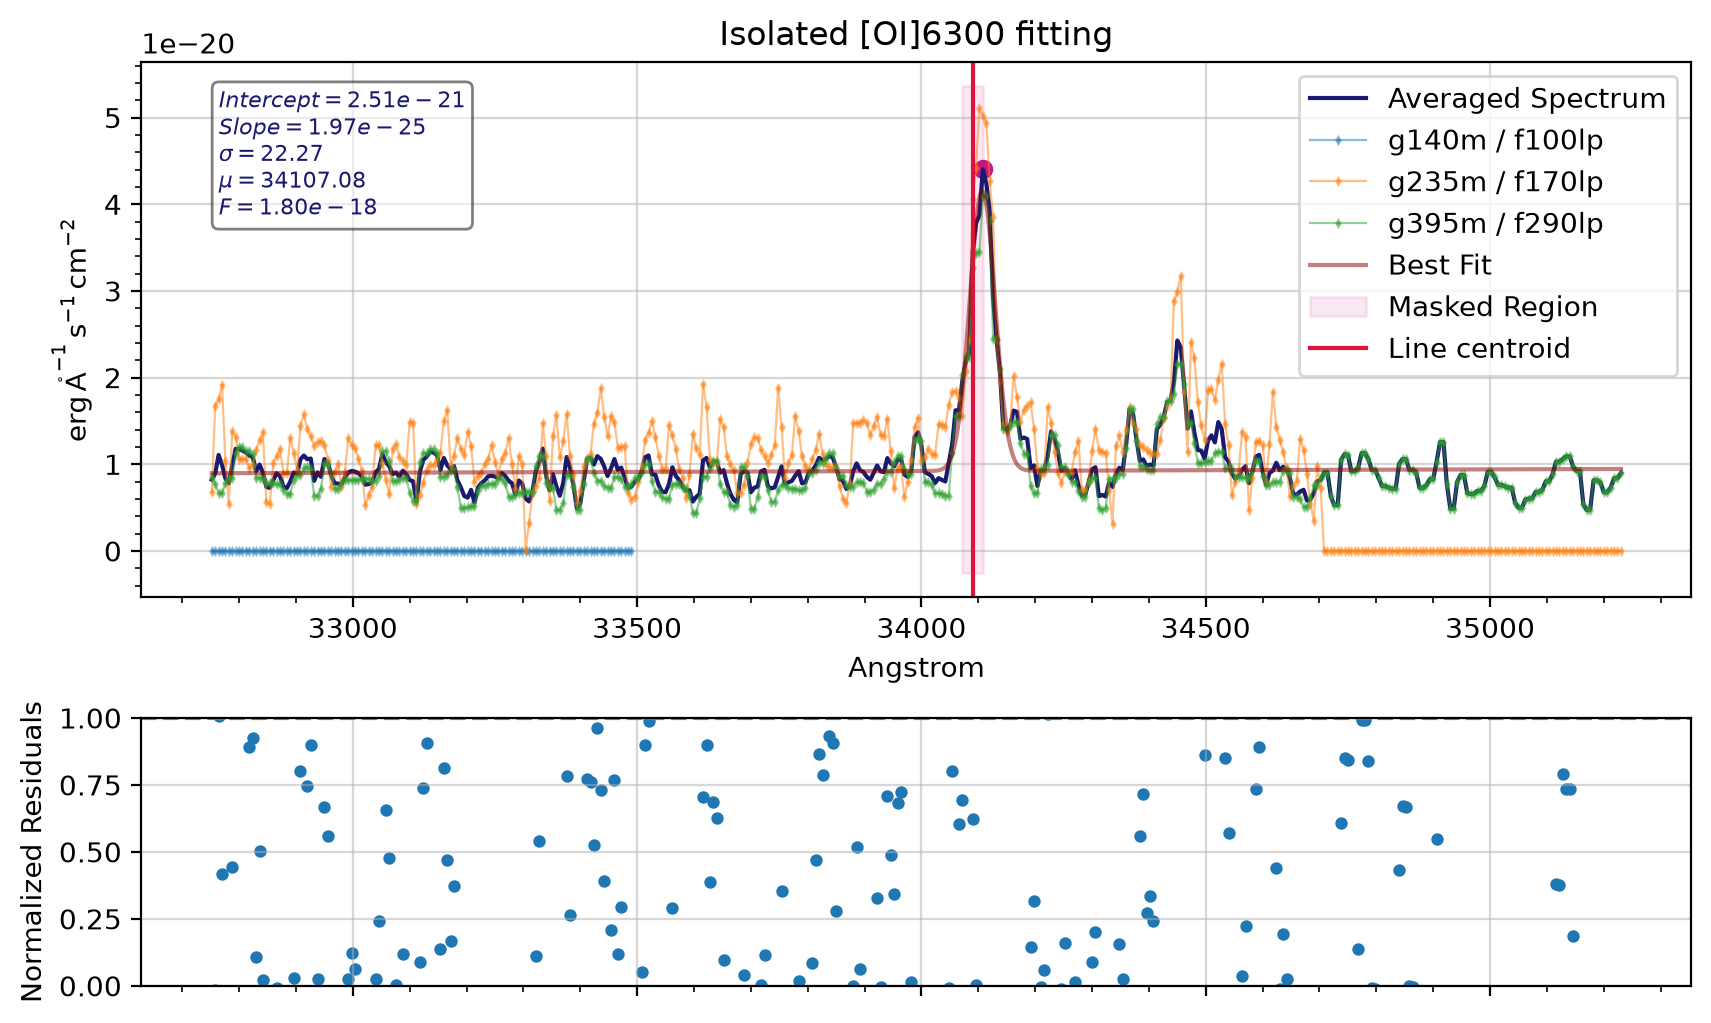 Isolated [OI]6300 fitting
1e−20
Intercept = 2.51e − 21
Slope = 1.97e − 25
σ = 22.27
μ = 34107.08
F = 1.80e − 18
Averaged Spectrum
g140m / f100lp
g235m / f170lp
g395m / f290lp
Best Fit
Masked Region
Line centroid
erg Å⁻¹ s⁻¹ cm⁻²
5
4
3
2
1
0
33000 33500 34000 34500 35000
Angstrom
Normalized Residuals
1.00
0.75
0.50
0.25
0.00